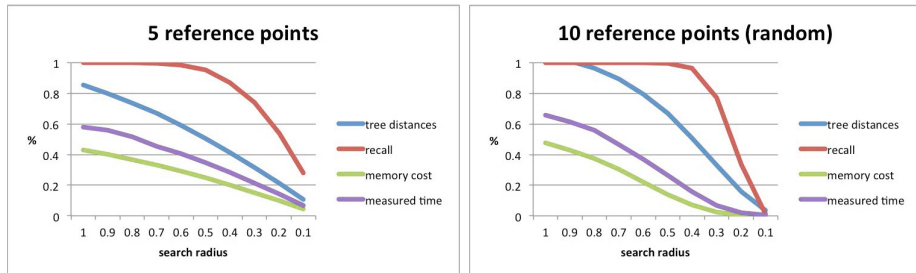 5 reference points
1
0.8
0.6
0.4
0.2
0
%
1 0.9 0.8 0.7 0.6 0.5 0.4 0.3 0.2 0.1
search radius
tree distances
recall
memory cost
measured time
10 reference points (random)
1
0.8
0.6
0.4
0.2
0
%
1 0.9 0.8 0.7 0.6 0.5 0.4 0.3 0.2 0.1
search radius
tree distances
recall
memory cost
measured time